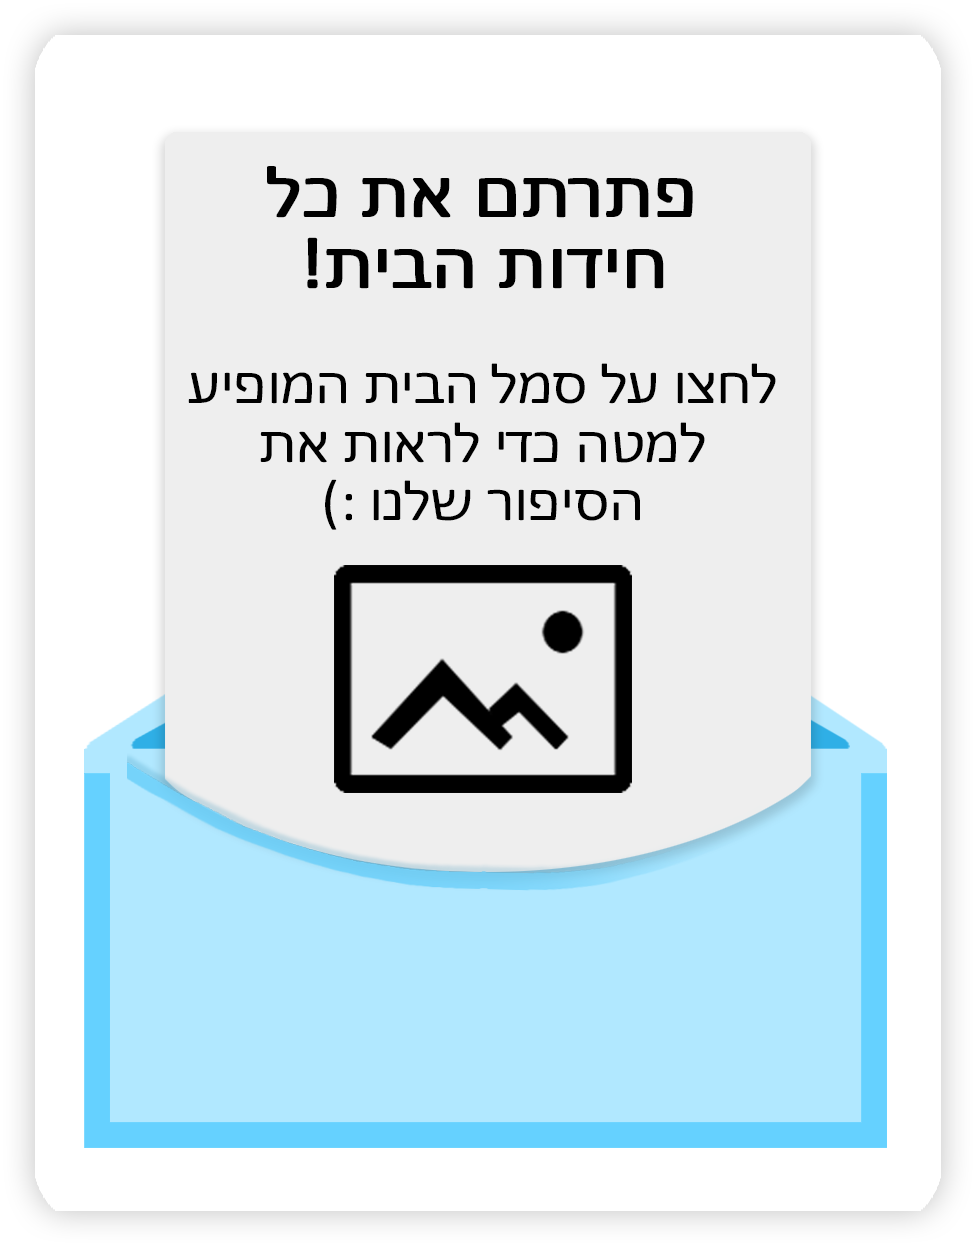 פתרתם את כל
חידות הבית!
לחצו על סמל הבית המופיע
למטה כדי לראות את
הסיפור שלנו :)